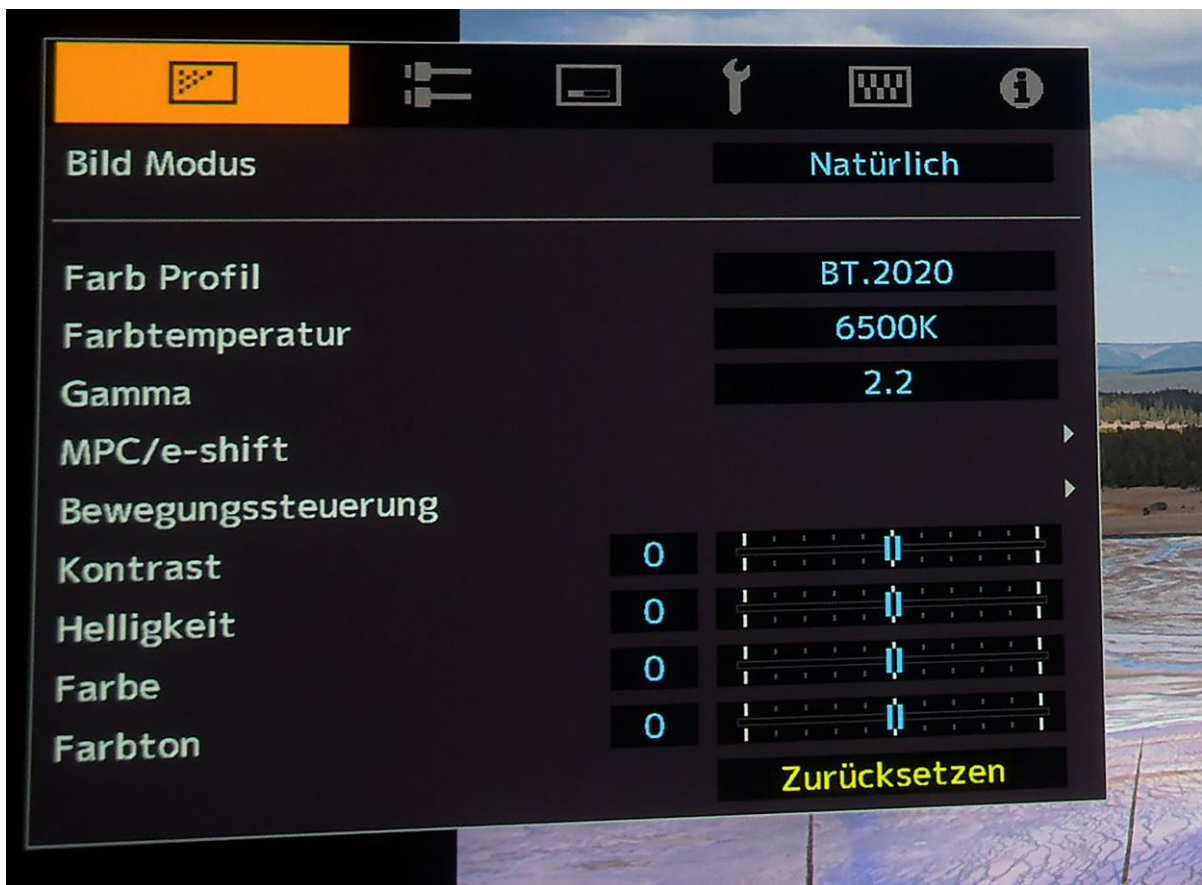 Bild Modus Natürlich
Farb Profil BT.2020
Farbtemperatur 6500K
Gamma 2.2
MPC/e-shift
Bewegungssteuerung
Kontrast 0
Helligkeit 0
Farbe 0
Farbton 0
Zurücksetzen